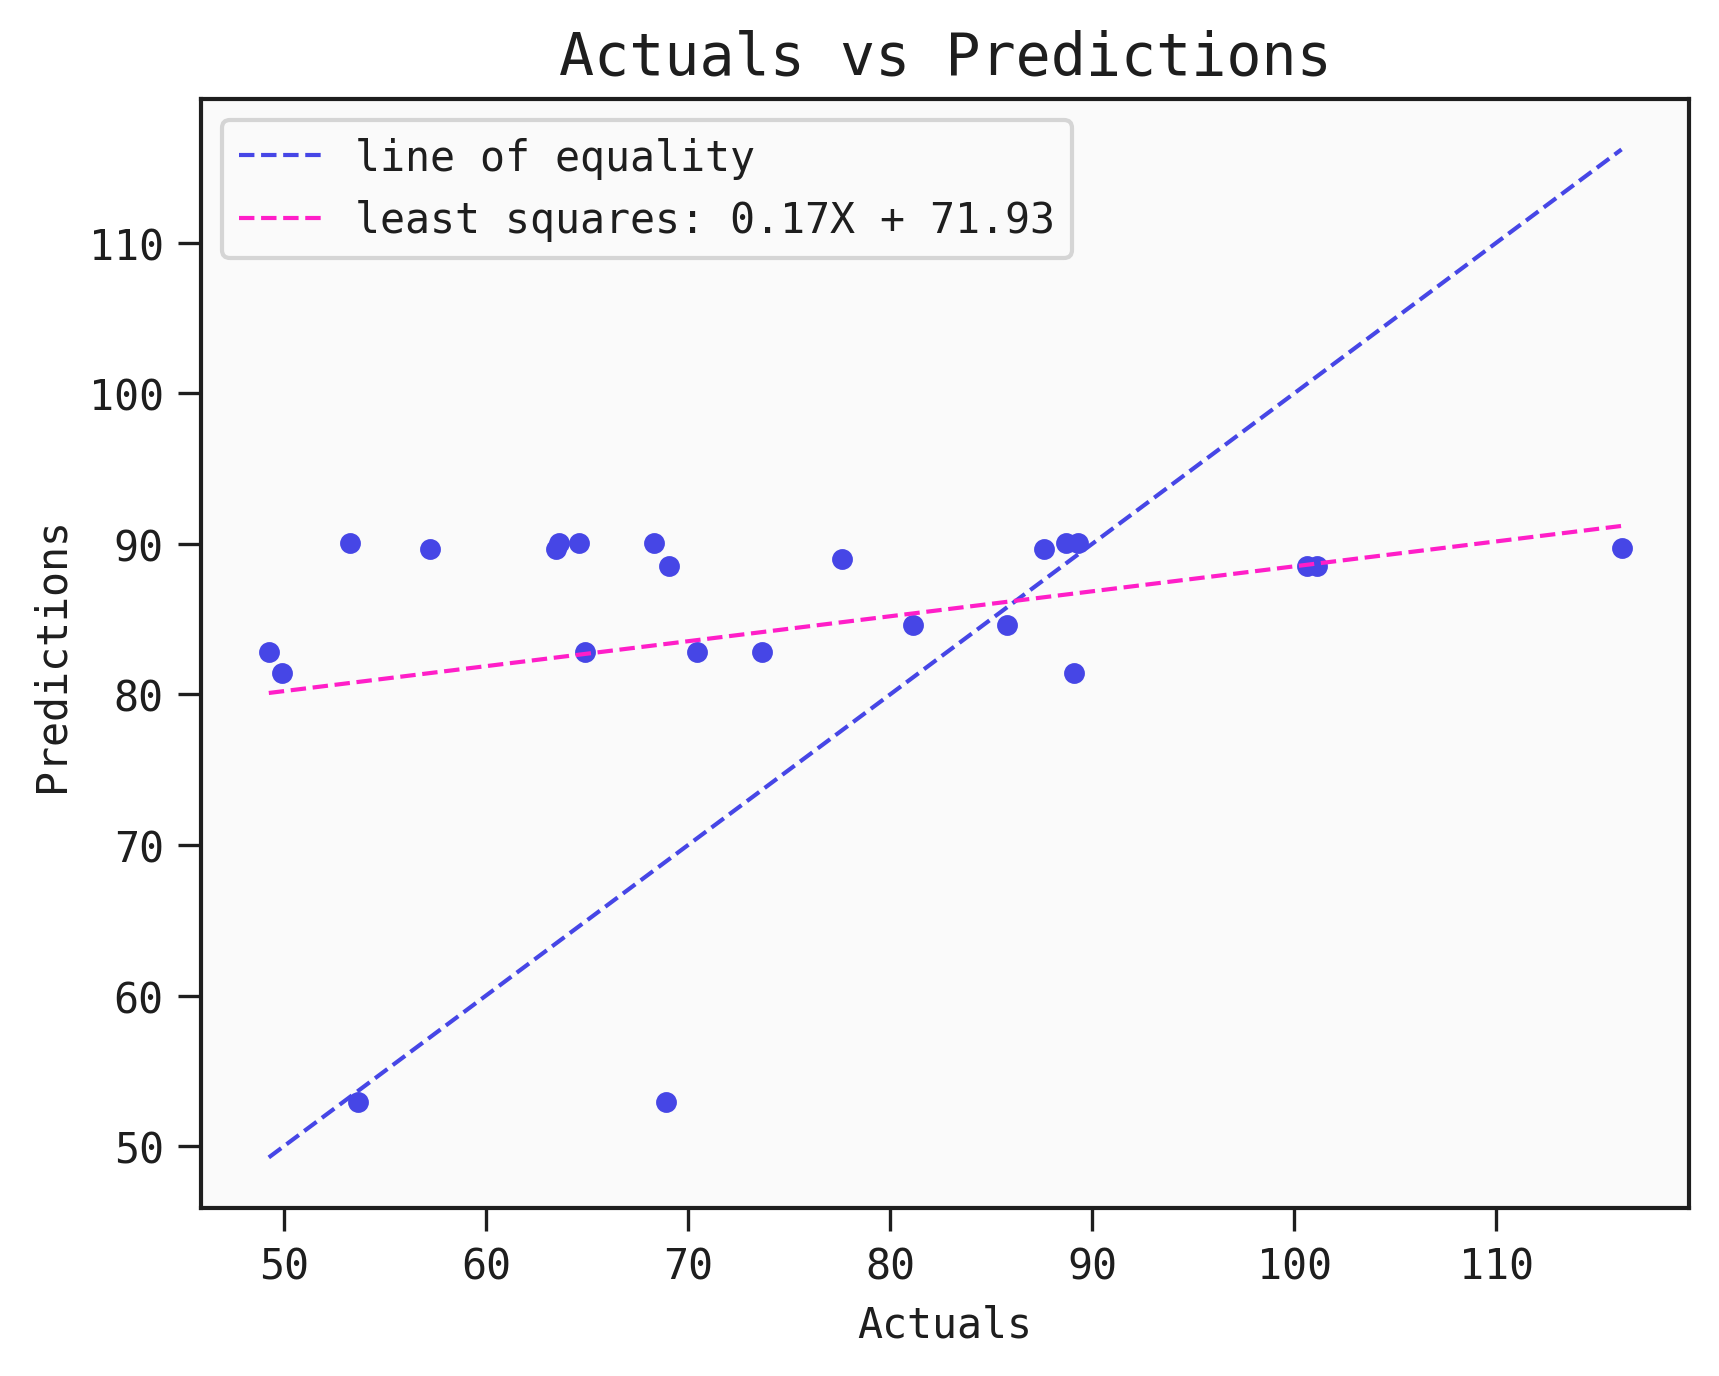 Actuals vs Predictions
line of equality
least squares: 0.17X + 71.93
110
100
90
80
70
60
50
Predictions
50 60 70 80 90 100 110
Actuals